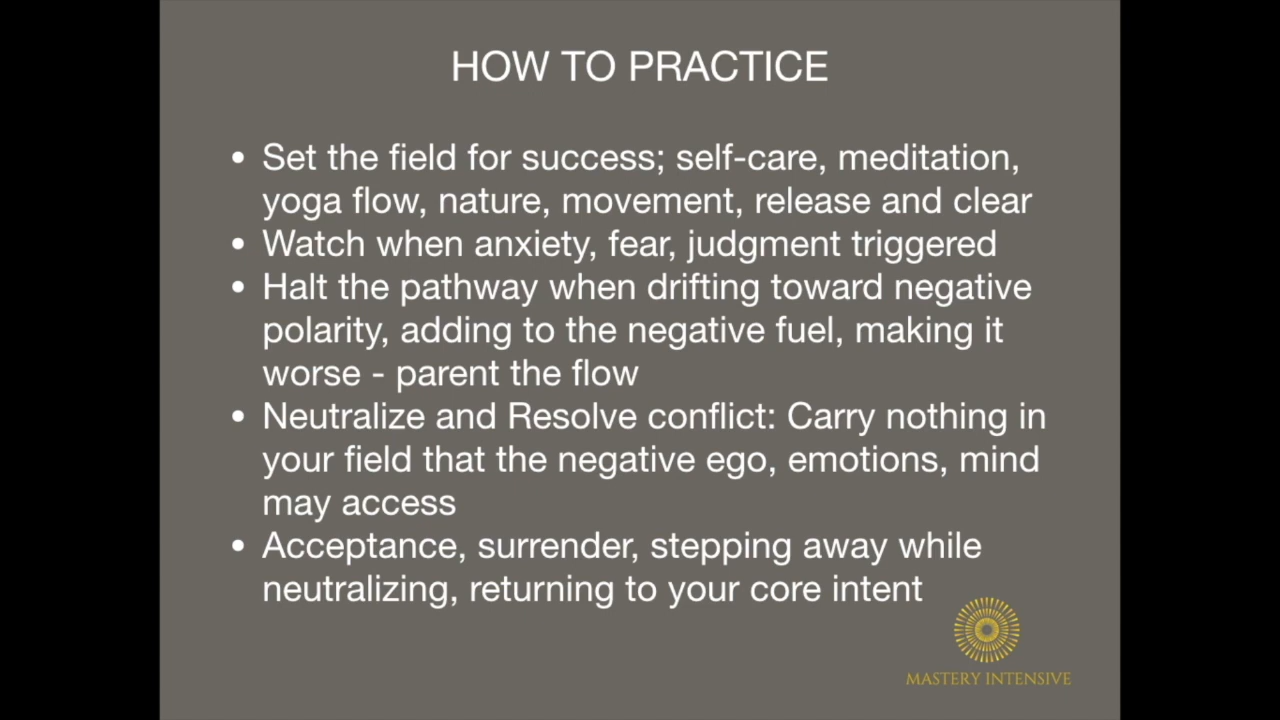 HOW TO PRACTICE
• Set the field for success; self-care, meditation,
yoga flow, nature, movement, release and clear
• Watch when anxiety, fear, judgment triggered
• Halt the pathway when drifting toward negative
polarity, adding to the negative fuel, making it
worse - parent the flow
• Neutralize and Resolve conflict: Carry nothing in
your field that the negative ego, emotions, mind
may access
• Acceptance, surrender, stepping away while
neutralizing, returning to your core intent
MASTERY INTENSIVE